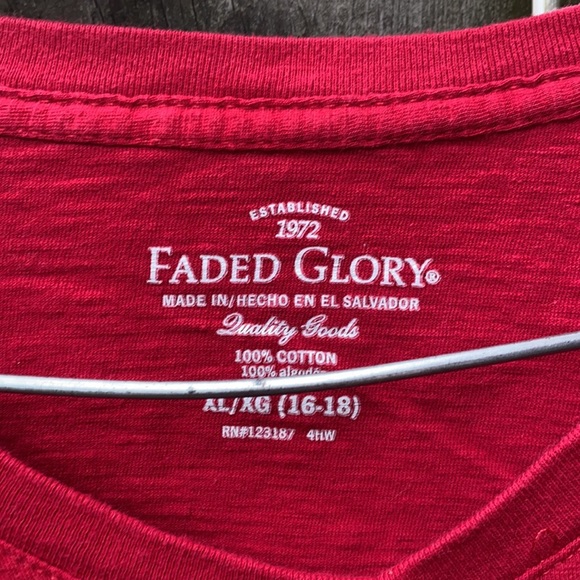 ESTABLISHED
1972
FADED GLORY®
MADE IN/HECHO EN EL SALVADOR
Quality Goods
100% COTTON
100% algodón
XL/XG (16-18)
RN#123187 4HW